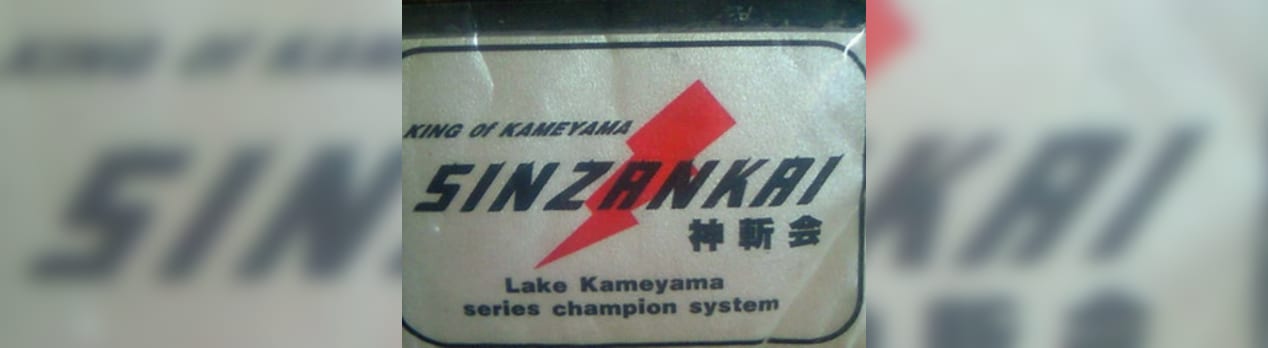 KING of KAMEYAMA
SINZANKAI
神斬会
Lake Kameyama
series champion system